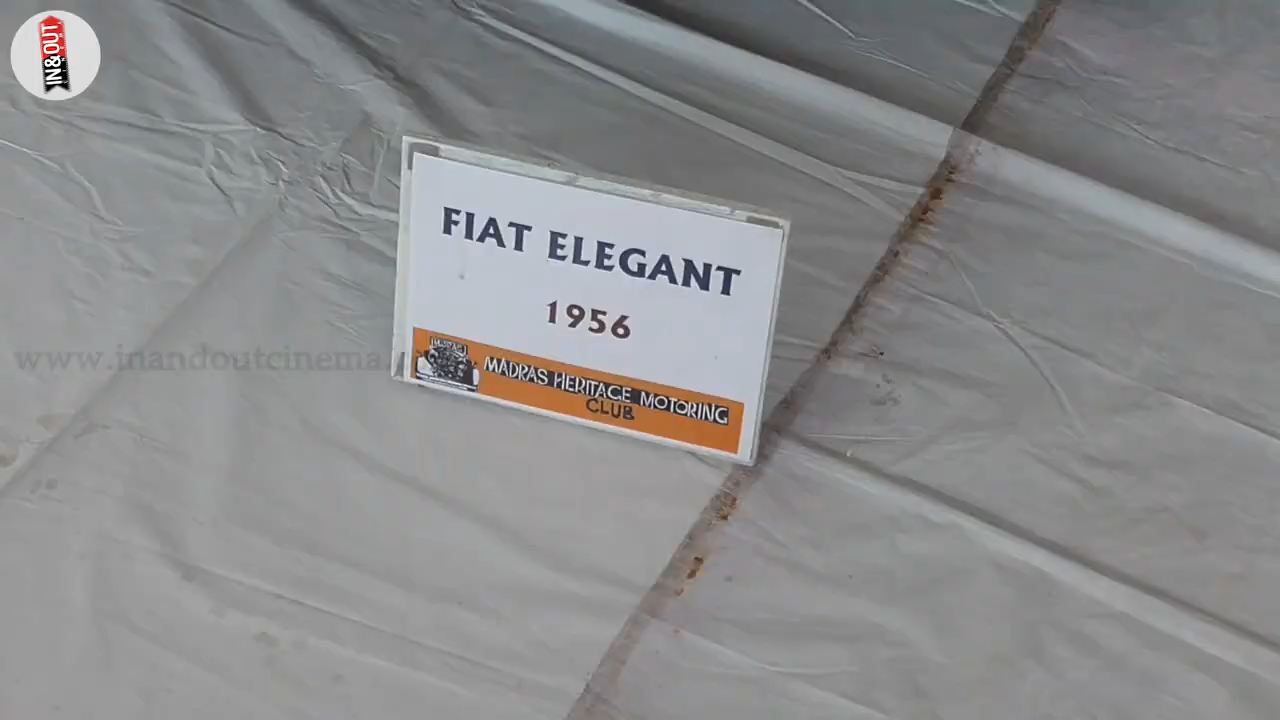 IN&OUT
www.inandoutcinema
FIAT ELEGANT
1956
MADRAS HERITAGE MOTORING
CLUB